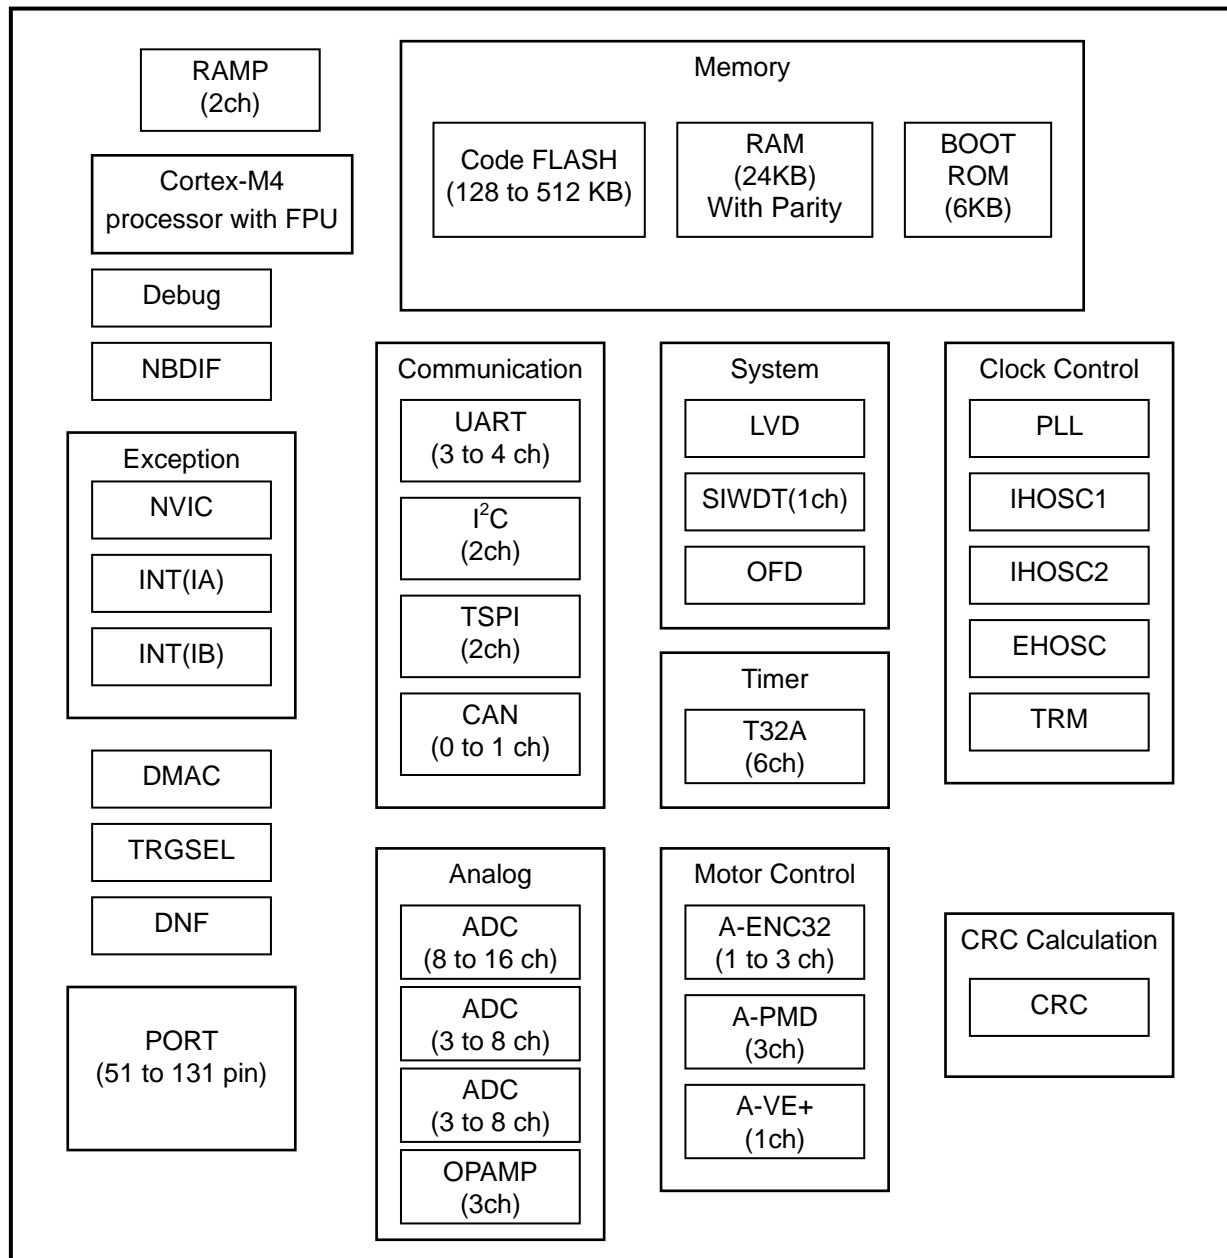 RAMP
(2ch)
Cortex-M4
processor with FPU
Debug
NBDIF
Memory
Code FLASH
(128 to 512 KB)
RAM
(24KB)
With Parity
BOOT
ROM
(6KB)
Exception
NVIC
INT(IA)
INT(IB)
DMAC
TRGSEL
DNF
PORT
(51 to 131 pin)
Communication
UART
(3 to 4 ch)
I²C
(2ch)
TSPI
(2ch)
CAN
(0 to 1 ch)
System
LVD
SIWDT(1ch)
OFD
Timer
T32A
(6ch)
Clock Control
PLL
IHOSC1
IHOSC2
EHOSC
TRM
Analog
ADC
(8 to 16 ch)
ADC
(3 to 8 ch)
ADC
(3 to 8 ch)
OPAMP
(3ch)
Motor Control
A-ENC32
(1 to 3 ch)
A-PMD
(3ch)
A-VE+
(1ch)
CRC Calculation
CRC